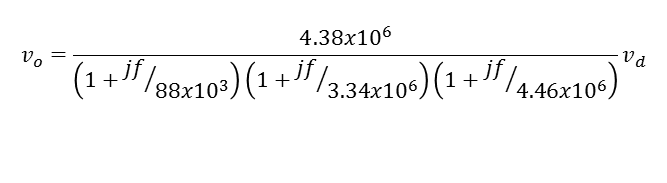 v_o = 4.38x10^6 / (1 + jf/88x10^3)(1 + jf/3.34x10^6)(1 + jf/4.46x10^6) v_d